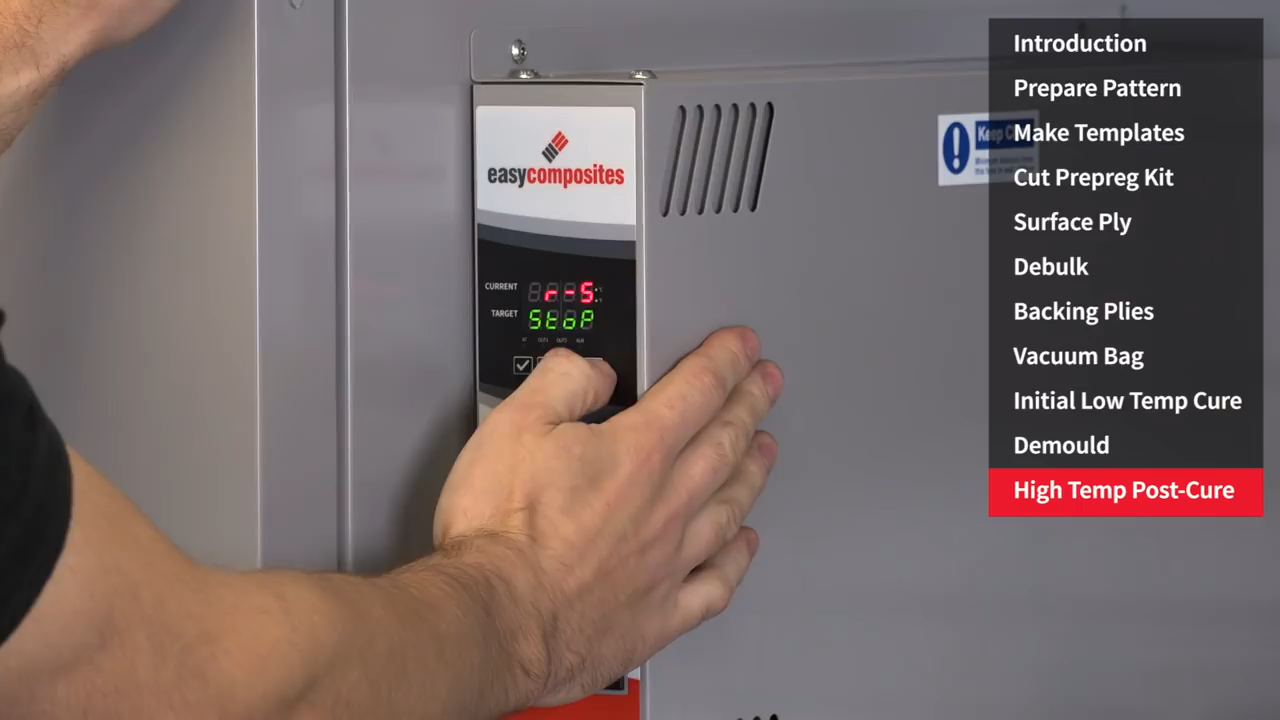 easycomposites
CURRENT
r-S
TARGET
StoP
Keep
Introduction
Prepare Pattern
Make Templates
Cut Prepreg Kit
Surface Ply
Debulk
Backing Plies
Vacuum Bag
Initial Low Temp Cure
Demould
High Temp Post-Cure